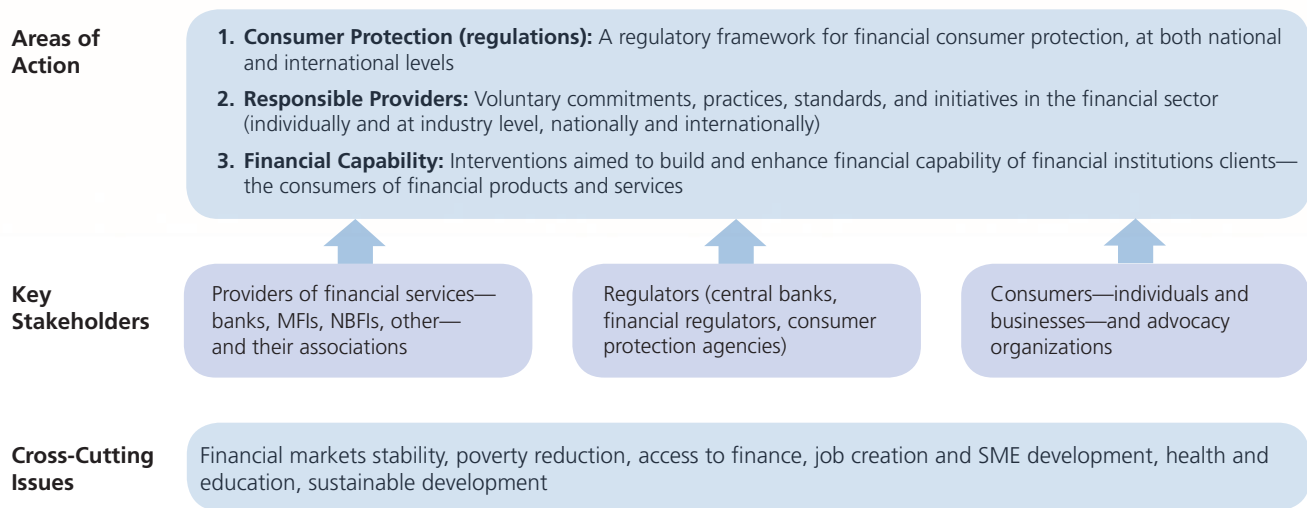 Areas of
Action
1. Consumer Protection (regulations): A regulatory framework for financial consumer protection, at both national
and international levels
2. Responsible Providers: Voluntary commitments, practices, standards, and initiatives in the financial sector
(individually and at industry level, nationally and internationally)
3. Financial Capability: Interventions aimed to build and enhance financial capability of financial institutions clients—
the consumers of financial products and services
Key
Stakeholders
Providers of financial services—
banks, MFIs, NBFIs, other—
and their associations
Regulators (central banks,
financial regulators, consumer
protection agencies)
Consumers—individuals and
businesses—and advocacy
organizations
Cross-Cutting
Issues
Financial markets stability, poverty reduction, access to finance, job creation and SME development, health and
education, sustainable development